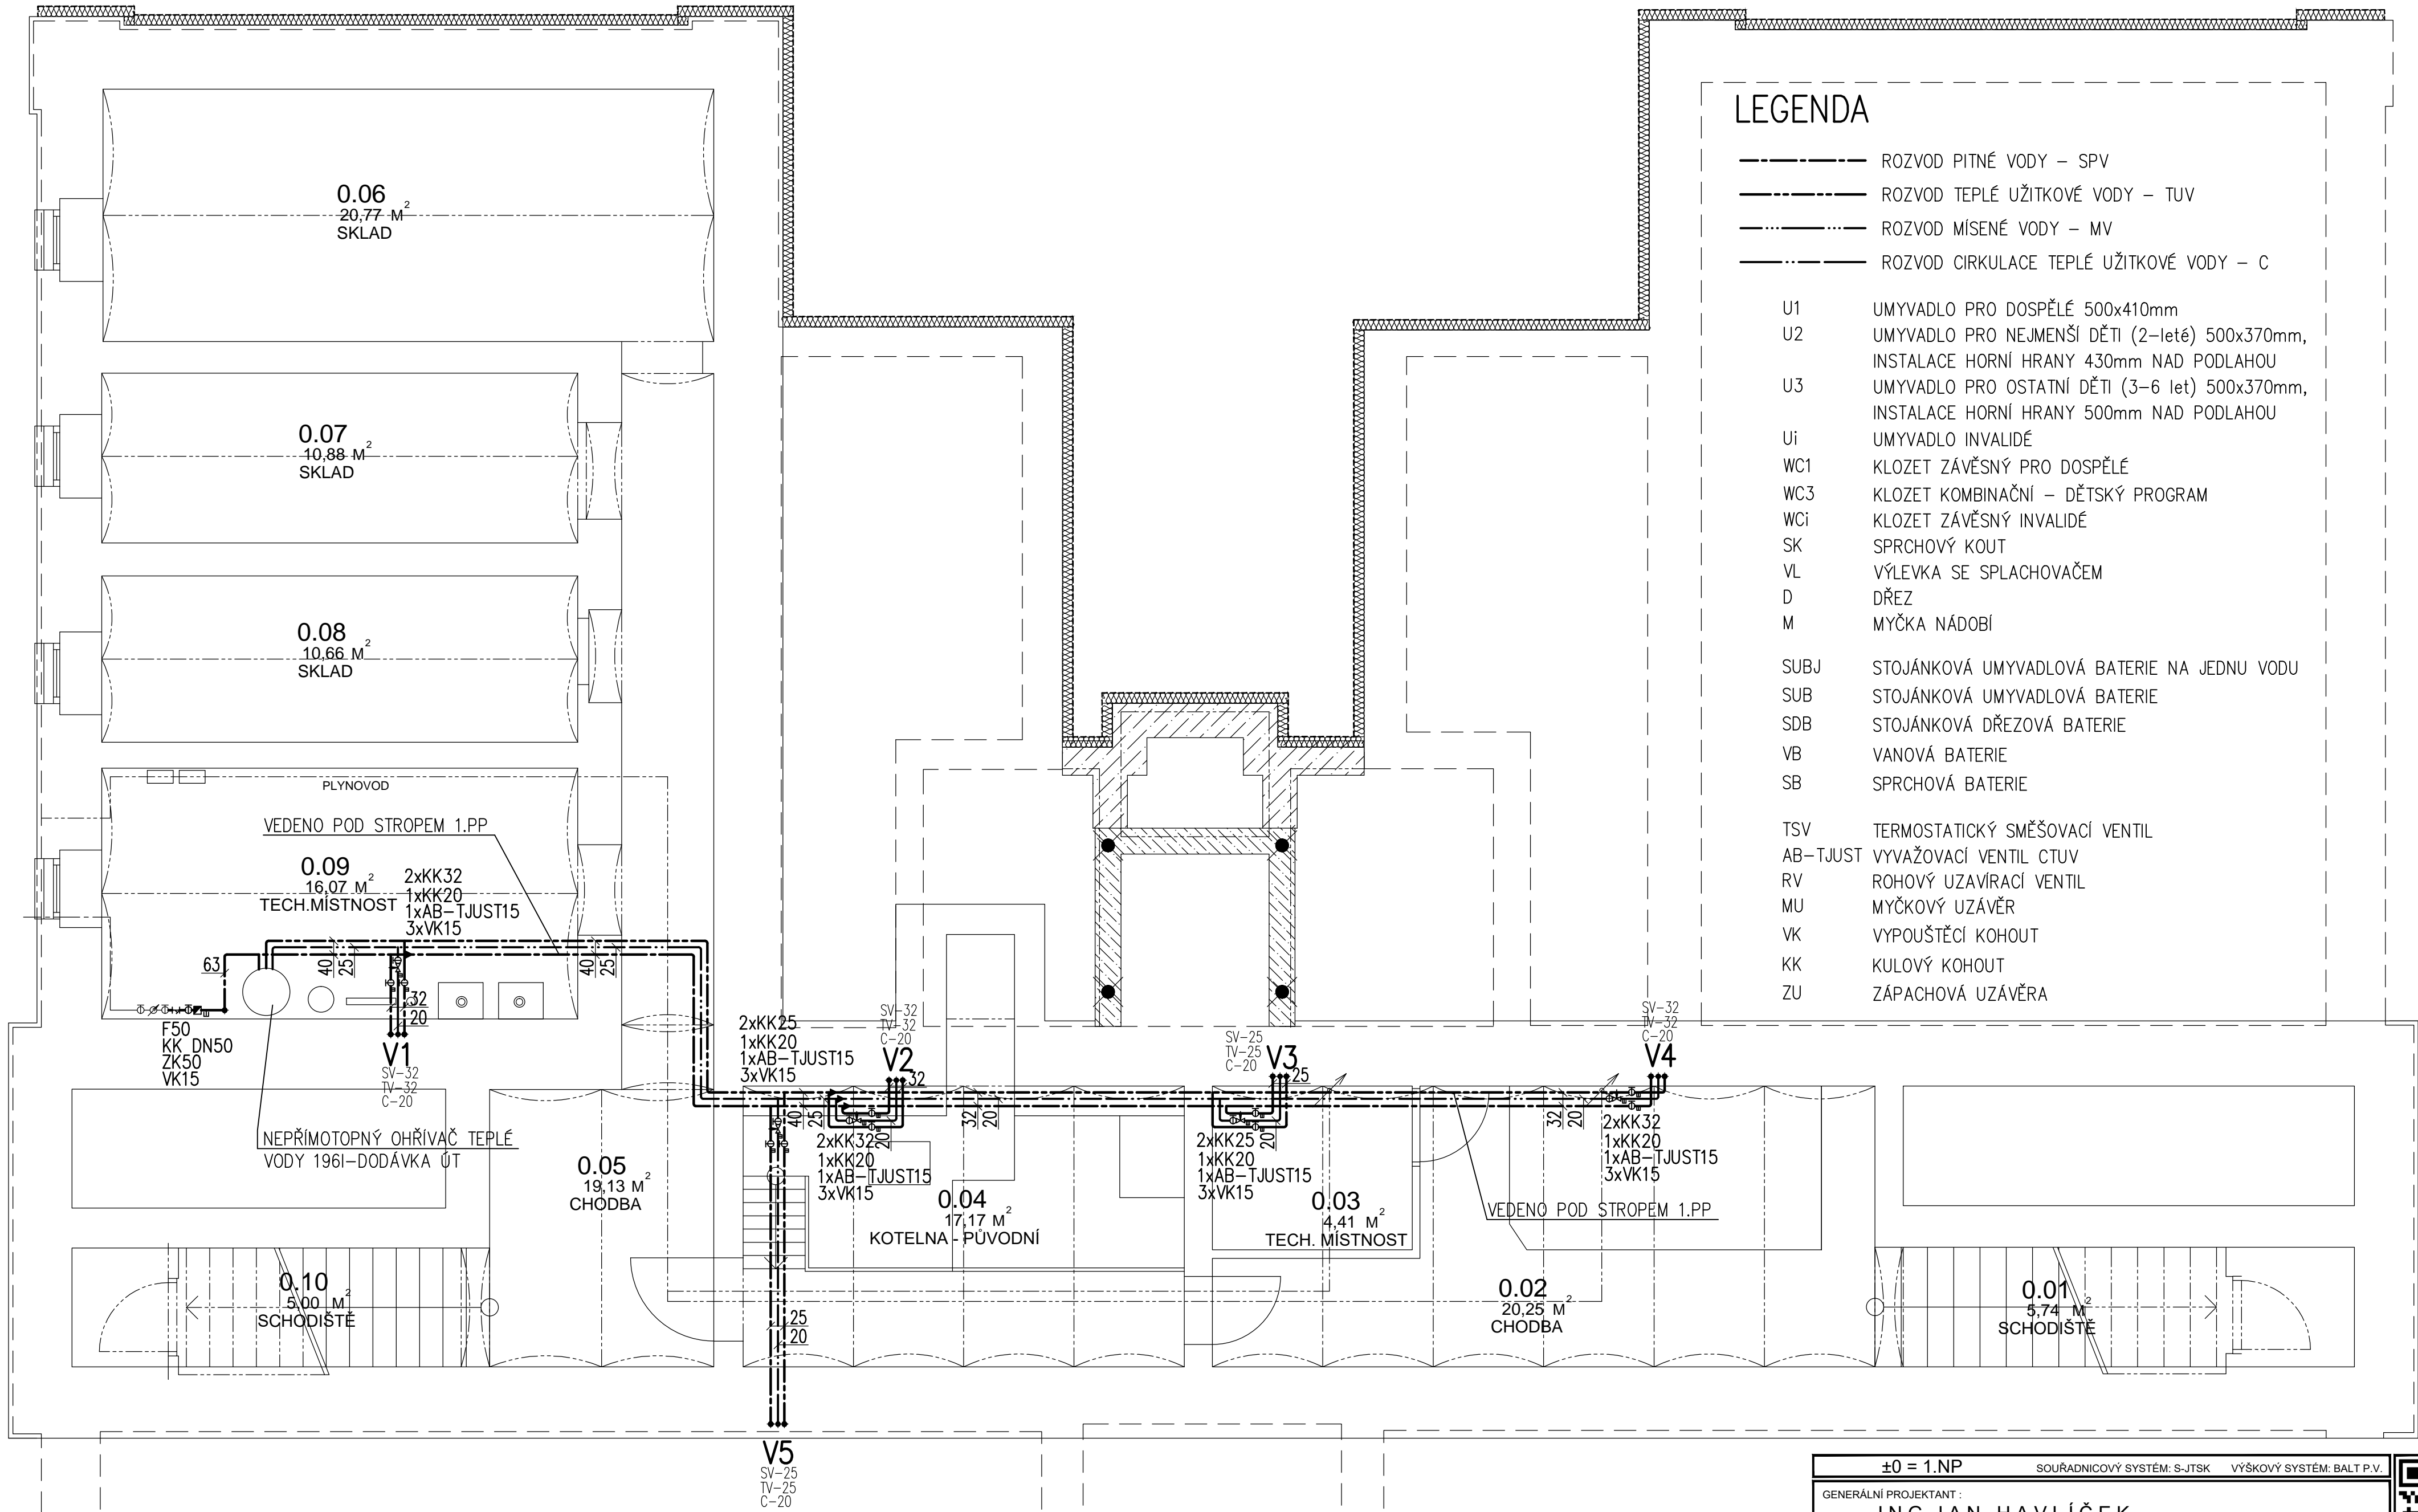 LEGENDA
ROZVOD PITNÉ VODY – SPV
ROZVOD TEPLÉ UŽITKOVÉ VODY – TUV
ROZVOD MÍSENÉ VODY – MV
ROZVOD CIRKULACE TEPLÉ UŽITKOVÉ VODY – C
U1 UMYVADLO PRO DOSPĚLÉ 500x410mm
U2 UMYVADLO PRO NEJMENŠÍ DĚTI (2–leté) 500x370mm,
INSTALACE HORNÍ HRANY 430mm NAD PODLAHOU
U3 UMYVADLO PRO OSTATNÍ DĚTI (3–6 let) 500x370mm,
INSTALACE HORNÍ HRANY 500mm NAD PODLAHOU
Ui UMYVADLO INVALIDÉ
WC1 KLOZET ZÁVĚSNÝ PRO DOSPĚLÉ
WC3 KLOZET KOMBINAČNÍ – DĚTSKÝ PROGRAM
WCi KLOZET ZÁVĚSNÝ INVALIDÉ
SK SPRCHOVÝ KOUT
VL VÝLEVKA SE SPLACHOVAČEM
D DŘEZ
M MYČKA NÁDOBÍ
SUBJ STOJÁNKOVÁ UMYVADLOVÁ BATERIE NA JEDNU VODU
SUB STOJÁNKOVÁ UMYVADLOVÁ BATERIE
SDB STOJÁNKOVÁ DŘEZOVÁ BATERIE
VB VANOVÁ BATERIE
SB SPRCHOVÁ BATERIE
TSV TERMOSTATICKÝ SMĚŠOVACÍ VENTIL
AB–TJUST VYVAŽOVACÍ VENTIL CTUV
RV ROHOVÝ UZAVÍRACÍ VENTIL
MU MYČKOVÝ UZÁVĚR
VK VYPOUŠTĚCÍ KOHOUT
KK KULOVÝ KOHOUT
ZU ZÁPACHOVÁ UZÁVĚRA
0.06
20,77 M²
SKLAD
0.07
10,88 M²
SKLAD
0.08
10,66 M²
SKLAD
PLYNOVOD
VEDENO POD STROPEM 1.PP
0.09
16,07 M²
TECH.MÍSTNOST
2xKK32
1xKK20
1xAB–TJUST15
3xVK15
63
40
25
40
25
32
20
F50
KK DN50
ZK50
VK15
V1
SV–32
TV–32
C–20
NEPŘÍMOTOPNÝ OHŘÍVAČ TEPLÉ
VODY 196l–DODÁVKA ÚT
2xKK25
1xKK20
1xAB–TJUST15
3xVK15
SV–32
TV–32
C–20
V2
32
40
25
20
32
20
2xKK32
1xKK20
1xAB–TJUST15
3xVK15
SV–25
TV–25
C–20
V3
25
20
2xKK25
1xKK20
1xAB–TJUST15
3xVK15
SV–32
TV–32
C–20
V4
32
20
2xKK32
1xKK20
1xAB–TJUST15
3xVK15
VEDENO POD STROPEM 1.PP
0.05
19,13 M²
CHODBA
0.04
17,17 M²
KOTELNA - PŮVODNÍ
0.03
4,41 M²
TECH. MÍSTNOST
0.10
5,00 M²
SCHODIŠTĚ
0.02
20,25 M²
CHODBA
0.01
5,74 M²
SCHODIŠTĚ
25
20
V5
SV–25
TV–25
C–20
±0 = 1.NP SOUŘADNICOVÝ SYSTÉM: S-JTSK VÝŠKOVÝ SYSTÉM: BALT P.V.
GENERÁLNÍ PROJEKTANT :
ING.JAN HAVLÍČEK